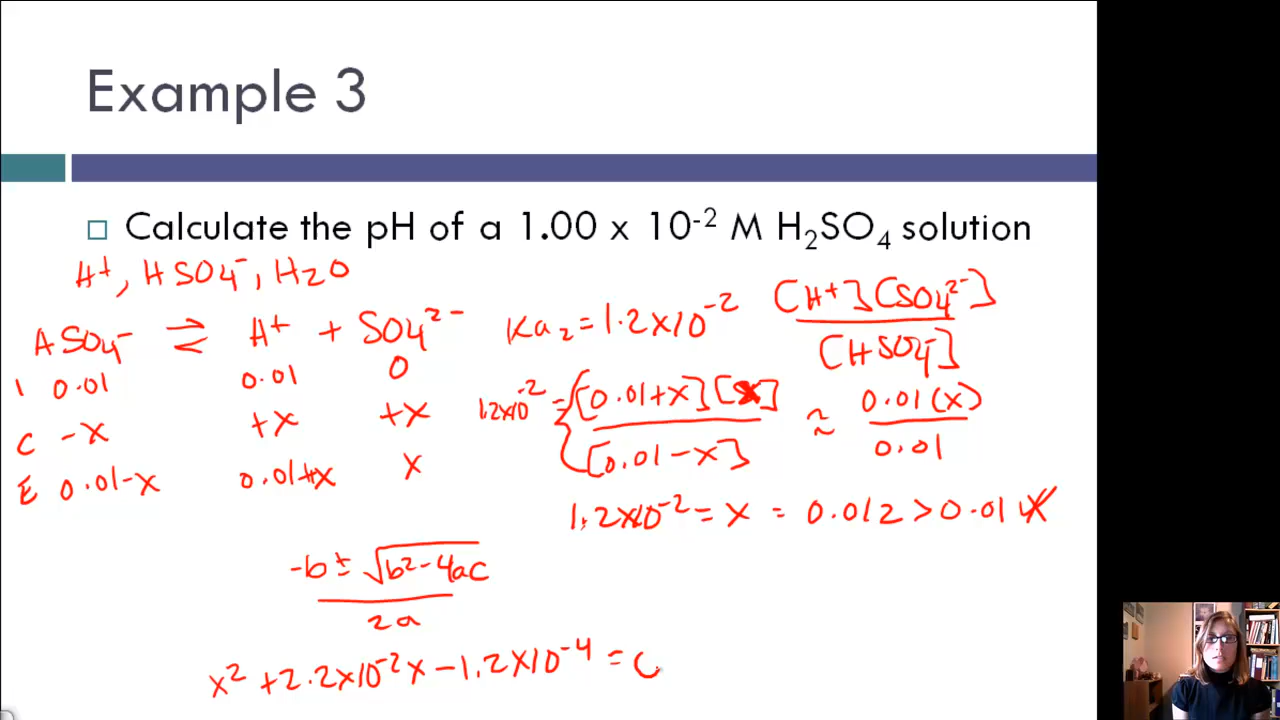 Example 3
Calculate the pH of a 1.00 x 10⁻² M H₂SO₄ solution
H⁺, HSO₄⁻, H₂O
HSO₄⁻ ⇌ H⁺ + SO₄²⁻
Ka₂ = 1.2x10⁻² [H⁺][SO₄²⁻] / [HSO₄⁻]
I 0.01 0.01 0
C -x +x +x
E 0.01-x 0.01+x x
1.2x10⁻² = [0.01+x][x] / [0.01-x] ≈ 0.01(x) / 0.01
1.2x10⁻² = x = 0.012 > 0.01
-b ± √b²-4ac / 2a
x² + 2.2x10⁻²x - 1.2x10⁻⁴ = 0